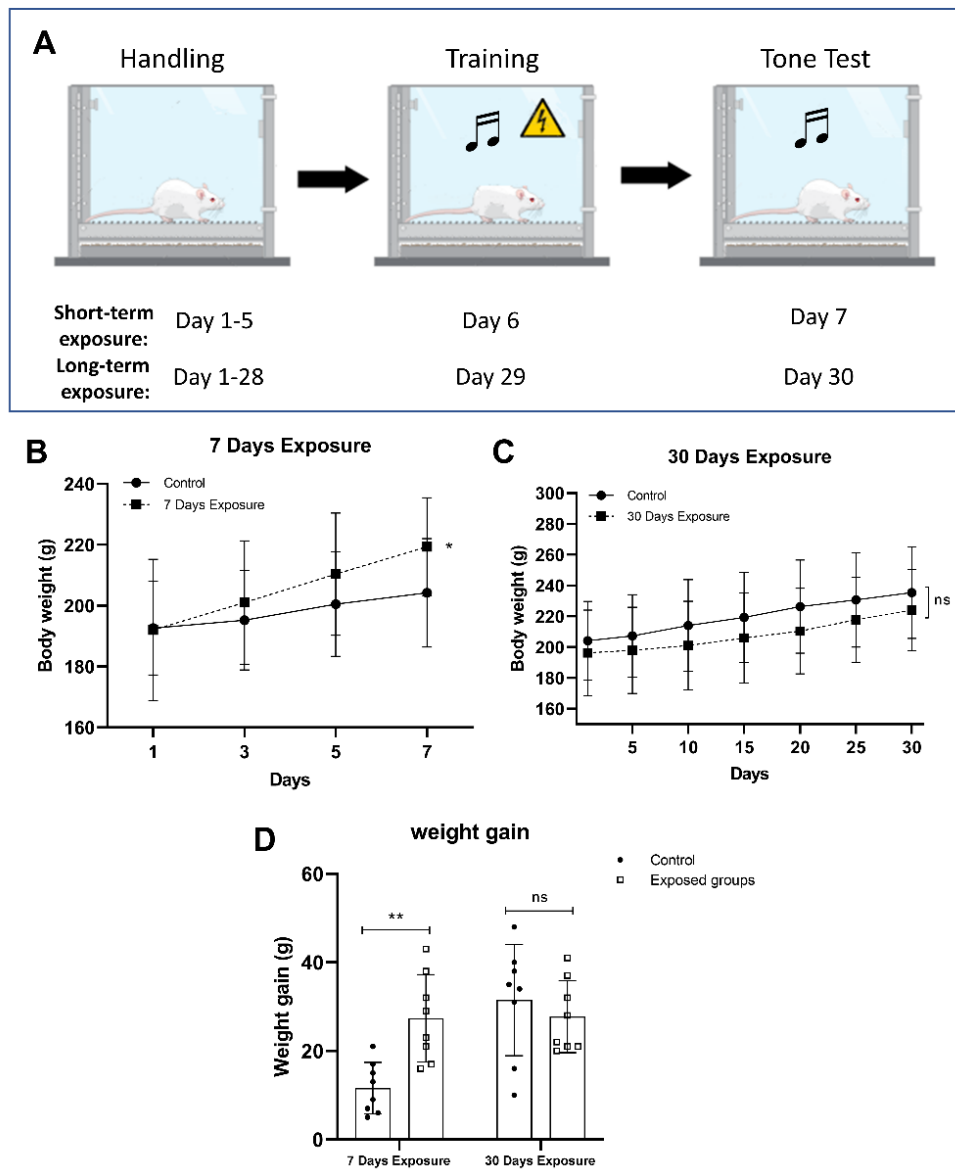 A
Handling
Training
Tone Test
Short-term exposure:
Day 1-5
Day 6
Day 7
Long-term exposure:
Day 1-28
Day 29
Day 30
B
7 Days Exposure
Control
7 Days Exposure
240
220
200
180
160
Body weight (g)
*
1
3
5
7
Days
C
30 Days Exposure
Control
30 Days Exposure
300
280
260
240
220
200
180
160
Body weight (g)
ns
5
10
15
20
25
30
Days
D
weight gain
Control
Exposed groups
60
40
20
0
Weight gain (g)
**
ns
7 Days Exposure
30 Days Exposure